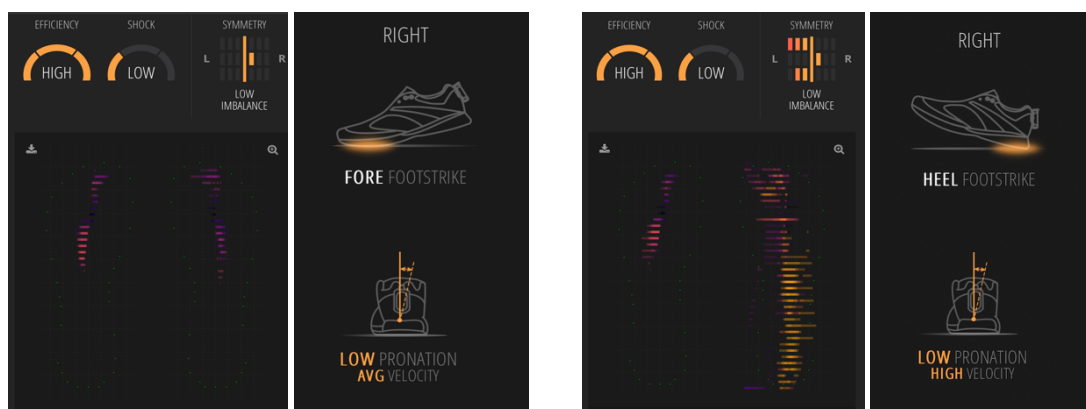 EFFICIENCY SHOCK SYMMETRY
HIGH LOW L R
LOW
IMBALANCE
RIGHT
FORE FOOTSTRIKE
LOW PRONATION
AVG VELOCITY
EFFICIENCY SHOCK SYMMETRY
HIGH LOW L R
LOW
IMBALANCE
RIGHT
HEEL FOOTSTRIKE
LOW PRONATION
HIGH VELOCITY